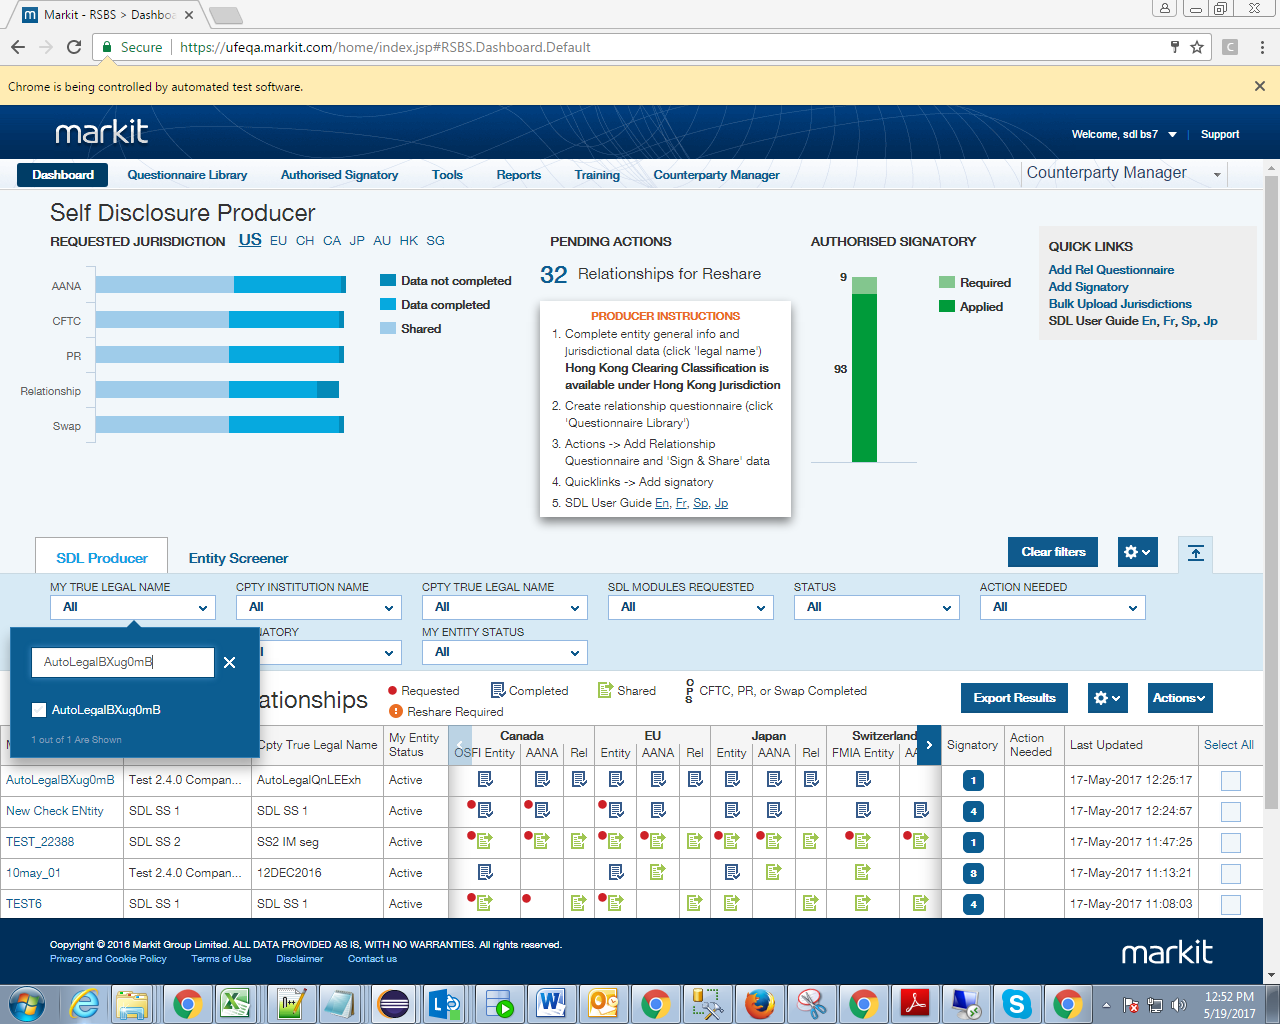 Markit - RSBS > Dashboa
Secure
https://ufeqa.markit.com/home/index.jsp#RSBS.Dashboard.Default
Chrome is being controlled by automated test software.
markit
Welcome, sdl bs7
Support
Dashboard
Questionnaire Library
Authorised Signatory
Tools
Reports
Training
Counterparty Manager
Counterparty Manager
Self Disclosure Producer
REQUESTED JURISDICTION US EU CH CA JP AU HK SG
AANA
CFTC
PR
Relationship
Swap
Data not completed
Data completed
Shared
PENDING ACTIONS
32 Relationships for Reshare
PRODUCER INSTRUCTIONS
1. Complete entity general info and
jurisdictional data (click 'legal name')
Hong Kong Clearing Classification is
available under Hong Kong Jurisdiction
2. Create relationship questionnaire (click
'Questionnaire Library')
3. Actions -> Add Relationship
Questionnaire and 'Sign & Share' data
4. Quicklinks -> Add signatory
5. SDL User Guide En, Fr, Sp, Jp
AUTHORISED SIGNATORY
9
93
Required
Applied
QUICK LINKS
Add Rel Questionnaire
Add Signatory
Bulk Upload Jurisdictions
SDL User Guide En, Fr, Sp, Jp
SDL Producer
Entity Screener
Clear filters
MY TRUE LEGAL NAME
All
CPTY INSTITUTION NAME
All
CPTY TRUE LEGAL NAME
All
SDL MODULES REQUESTED
All
STATUS
All
ACTION NEEDED
All
NATORY
MY ENTITY STATUS
All
AutoLegalBXug0mB
AutoLegalBXug0mB
1 out of 1 Are Shown
ationships
Requested
Completed
Shared
CPS CFTC, PR, or Swap Completed
Reshare Required
Export Results
Actions
Cpty True Legal Name
My Entity Status
Canada
OSFI Entity AANA Rel
EU
Entity AANA Rel
Japan
Entity AANA Rel
Switzerland
FMIA Entity AA
Signatory
Action Needed
Last Updated
Select All
AutoLegalBXug0mB Test 2.4.0 Compan... AutoLegalQnLEExh Active 1 17-May-2017 12:25:17
New Check ENtity SDL SS 1 SDL SS 1 Active 4 17-May-2017 12:24:57
TEST_22388 SDL SS 2 SS2 IM seg Active 1 17-May-2017 11:47:25
10may_01 Test 2.4.0 Compan... 12DEC2016 Active 8 17-May-2017 11:13:21
TEST6 SDL SS 1 SDL SS 1 Active 4 17-May-2017 11:08:03
Copyright © 2016 Markit Group Limited. ALL DATA PROVIDED AS IS, WITH NO WARRANTIES. All rights reserved.
Privacy and Cookie Policy Terms of Use Disclaimer Contact us
markit
12:52 PM
5/19/2017